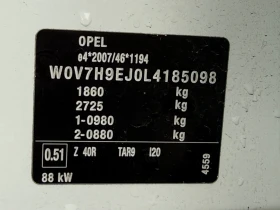 OPEL
e4*2007/46*1194
W0V7H9EJ0L4185098
1860 kg
2725 kg
1-0980 kg
2-0880 kg
0.51 Z 40R TAR9 I20
88 kW
4559